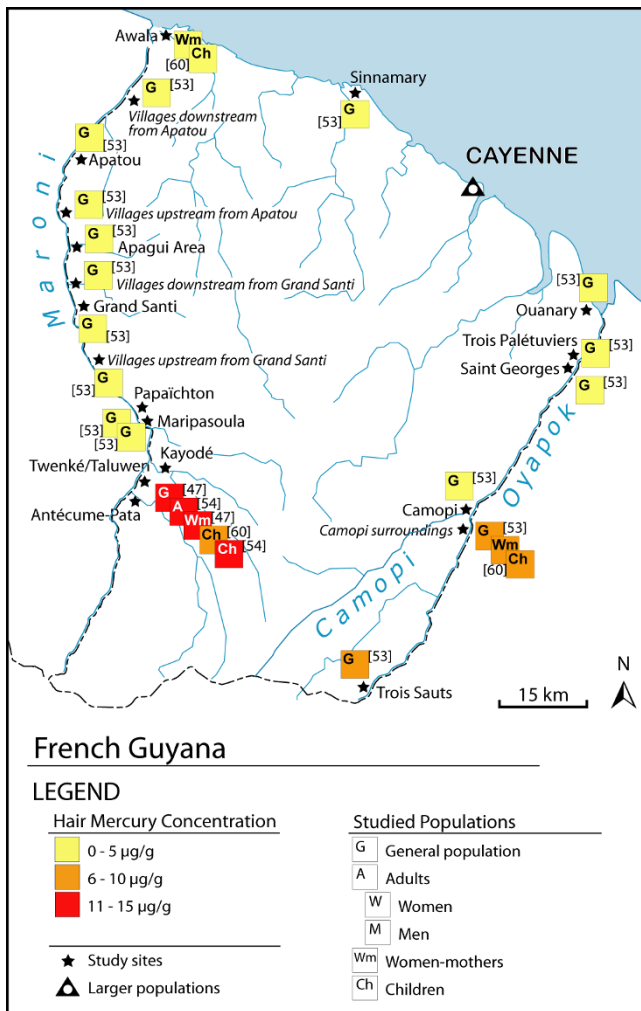 Awala
Wm
Ch
[60]
G
[53]
Villages downstream
from Apatou
Sinnamary
G
[53]
CAYENNE
G
[53]
Apatou
Maroni
G
[53]
Villages upstream from Apatou
G
[53]
Apagui Area
G
[53]
Villages downstream from Grand Santi
Grand Santi
G
[53]
Villages upstream from Grand Santi
G
[53]
Papaïchton
G
[53]
Maripasoula
G
[53]
Kayodé
Twenké/Taluwen
Antécume-Pata
G
[47]
A
[54]
Wm
[47]
Ch
[60]
Ch
[54]
[53]
G
Ouanary
Trois Palétuviers
G
[53]
Saint Georges
G
[53]
Oyapok
G
[53]
Camopi
Camopi surroundings
G
[53]
Wm
Ch
[60]
Camopi
G
[53]
Trois Sauts
N
15 km
French Guyana
LEGEND
Hair Mercury Concentration
0 - 5 µg/g
6 - 10 µg/g
11 - 15 µg/g
Study sites
Larger populations
Studied Populations
G General population
A Adults
W Women
M Men
Wm Women-mothers
Ch Children